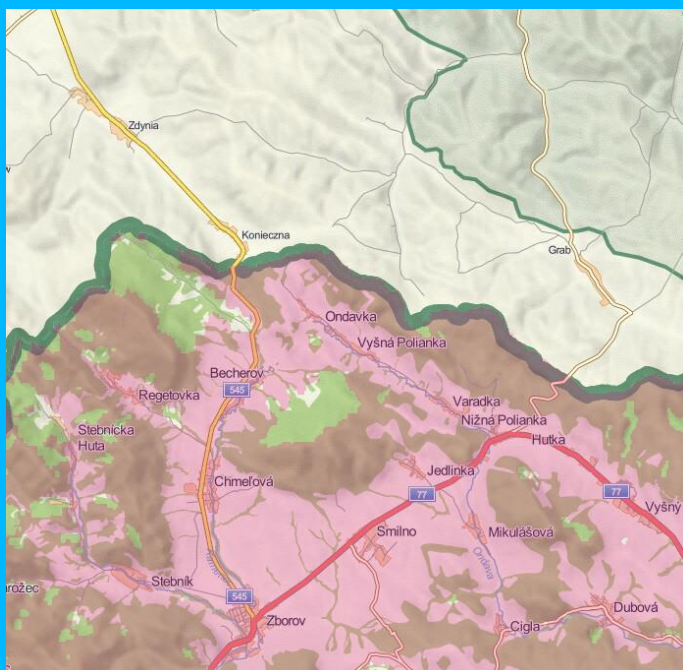 Zdynia
w
Konieczna
Grab
Ondavka
Vyšná Polianka
Becherov
545
Regetovka
Varadka
Nižná Polianka
Stebnícka
Huta
Hutka
Jedlinka
Chmeľová
77
77
Vyšný
Smilno
Mikulášová
Ondava
Stebník
arožec
545
Zborov
Dubová
Cigla